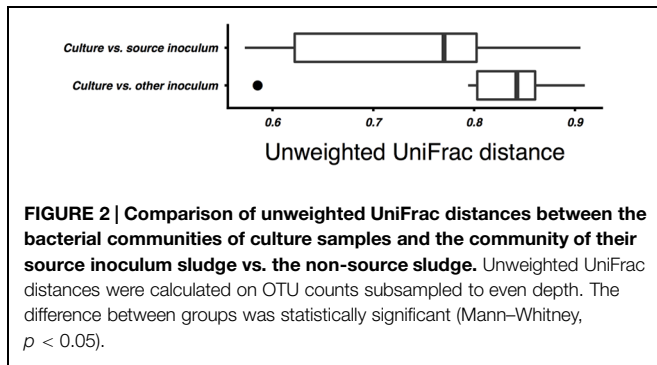 Culture vs. source inoculum
Culture vs. other inoculum
0.6 0.7 0.8 0.9
Unweighted UniFrac distance
FIGURE 2 | Comparison of unweighted UniFrac distances between the
bacterial communities of culture samples and the community of their
source inoculum sludge vs. the non-source sludge. Unweighted UniFrac
distances were calculated on OTU counts subsampled to even depth. The
difference between groups was statistically significant (Mann–Whitney,
p < 0.05).